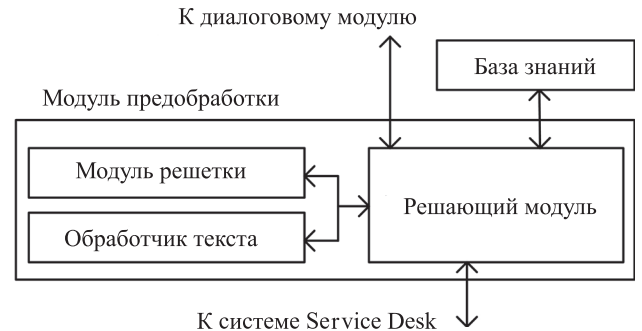 К диалоговому модулю
База знаний
Модуль предобработки
Модуль решетки
Решающий модуль
Обработчик текста
К системе Service Desk